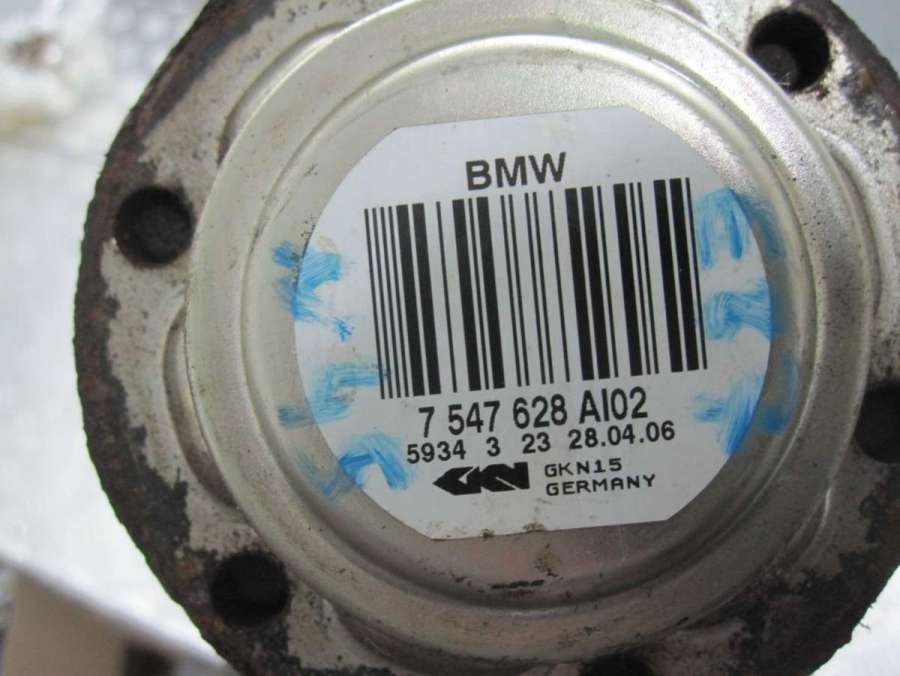 BMW
7 547 628 AI02
5934 3 23 28.04.06
GKN GKN15
GERMANY